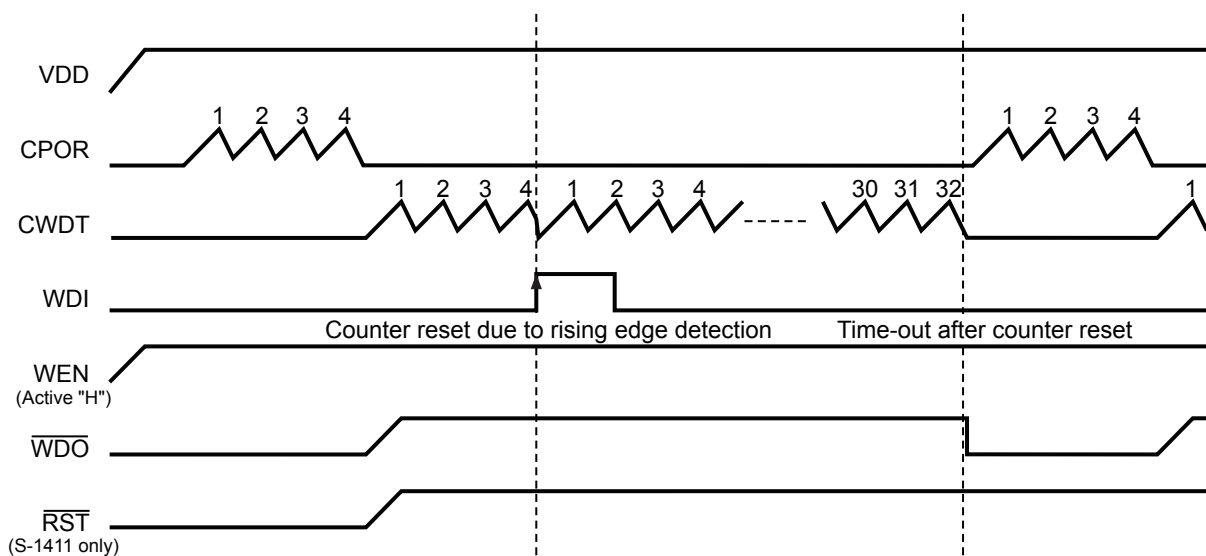 VDD
1 2 3 4 1 2 3 4
CPOR
1 2 3 4 1 2 3 4 30 31 32 1
CWDT
WDI
Counter reset due to rising edge detection Time-out after counter reset
WEN
(Active "H")
WDO
RST
(S-1411 only)